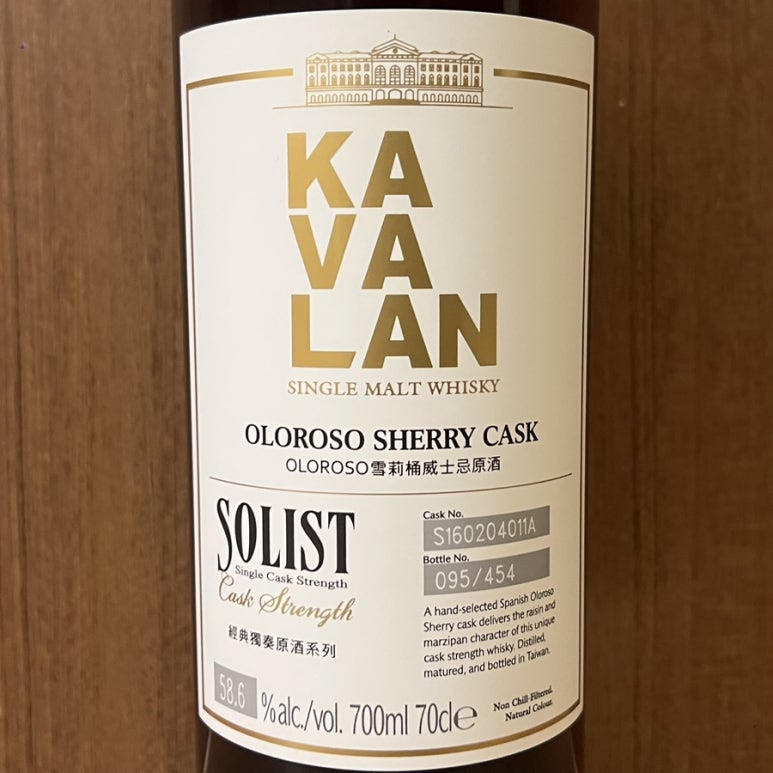 KA
VA
LAN
SINGLE MALT WHISKY
OLOROSO SHERRY CASK
OLOROSO雪莉桶威士忌原酒
SOLIST
Single Cask Strength
Cask Strength
經典獨奏原酒系列
Cask No.
S160204011A
Bottle No.
095/454
A hand-selected Spanish Oloroso
Sherry cask delivers the raisin and
marzipan character of this unique
cask strength whisky. Distilled,
matured, and bottled in Taiwan.
58.6 %alc./vol. 700ml 70cl℮
Non Chill-Filtered.
Natural Colour.